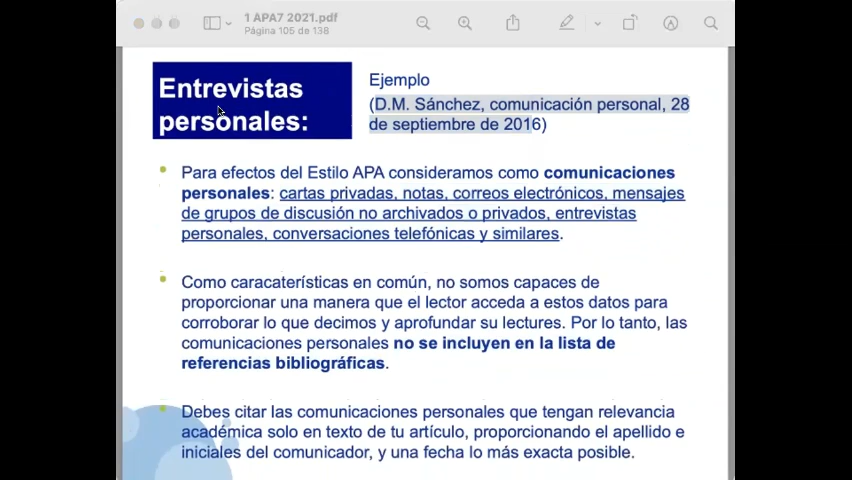 1 APA7 2021.pdf
Página 105 de 138
Entrevistas
personales:
Ejemplo
(D.M. Sánchez, comunicación personal, 28
de septiembre de 2016)
Para efectos del Estilo APA consideramos como comunicaciones
personales: cartas privadas, notas, correos electrónicos, mensajes
de grupos de discusión no archivados o privados, entrevistas
personales, conversaciones telefónicas y similares.
Como caracaterísticas en común, no somos capaces de
proporcionar una manera que el lector acceda a estos datos para
corroborar lo que decimos y aprofundar su lectures. Por lo tanto, las
comunicaciones personales no se incluyen en la lista de
referencias bibliográficas.
Debes citar las comunicaciones personales que tengan relevancia
académica solo en texto de tu artículo, proporcionando el apellido e
iniciales del comunicador, y una fecha lo más exacta posible.